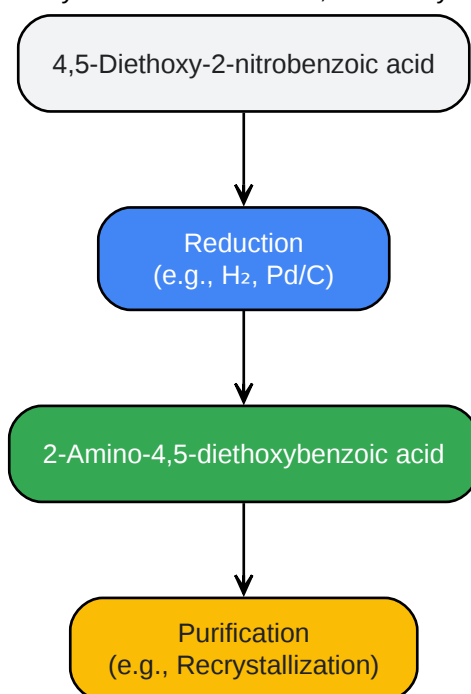 4,5-Diethoxy-2-nitrobenzoic acid
Reduction
(e.g., H₂, Pd/C)
2-Amino-4,5-diethoxybenzoic acid
Purification
(e.g., Recrystallization)